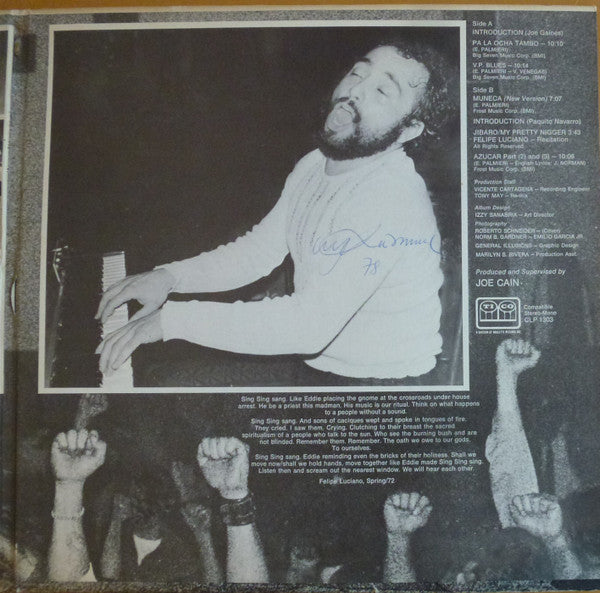 Side A
INTRODUCTION (Joe Gaines)
PA LA OCHA TAMBO – 10:10
(E. PALMIERI)
Big Seven Music Corp. (BMI)
V.P. BLUES – 10:14
(E. PALMIERI – V. VENEGAS)
Big Seven Music Corp. (BMI)
Side B
MUNECA (New Version) 7:07
(E. PALMIERI)
Frost Music Corp. (BMI)
INTRODUCTION (Paquito Navarro)
JIBARO/MY PRETTY NIGGER 3:43
FELIPE LUCIANO – Recitation
All Rights Reserved
AZUCAR Part (2) and (3) – 10:09
(E. PALMIERI – English Lyrics: J. NORMAN)
Frost Music Corp. (BMI)
Production Staff
VICENTE CARTAGENA – Recording Engineer
TONY MAY – Re-mix
Album Design
IZZY SANABRIA – Art Director
Photography
ROBERTO SCHNEIDER – (Cover)
NORM B. GARDNER – EMILIO GARCIA JR.
GENERAL ILLUSIONS – Graphic Design
MARILYN S. RIVERA – Production Asst.
Produced and Supervised by
JOE CAIN
TICO
Compatible
Stereo-Mono
CLP 1303
78
Sing Sing sang. Like Eddie placing the gnome at the crossroads under house
arrest. He be a priest this madman. His music is our ritual. Think on what happens
to a people without a sound.
Sing Sing sang. And sons of caciques wept and spoke in tongues of fire.
They cried. I saw them. Crying. Clutching to their breast the sacred
spiritualism of a people who talk to the sun. Who see the burning bush and are
not blinded. Remember them. Remember. The oath we owe to our gods.
To ourselves.
Sing Sing sang. Eddie reminding even the bricks of their holiness. Shall we
move now/shall we hold hands, move together like Eddie made Sing Sing sing.
Listen then and scream out the nearest window. We will hear each other.
Felipe Luciano, Spring/72